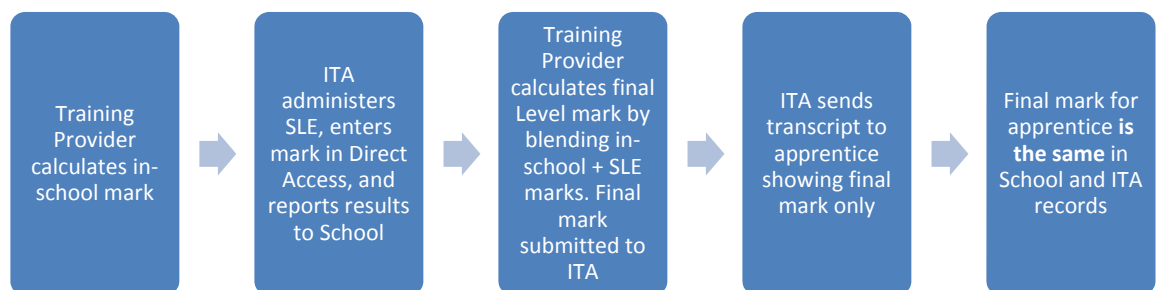 Training
Provider
calculates in-
school mark
ITA
administers
SLE, enters
mark in Direct
Access, and
reports results
to School
Training
Provider
calculates final
Level mark by
blending in-
school + SLE
marks. Final
mark
submitted to
ITA
ITA sends
transcript to
apprentice
showing final
mark only
Final mark for
apprentice is
the same in
School and ITA
records